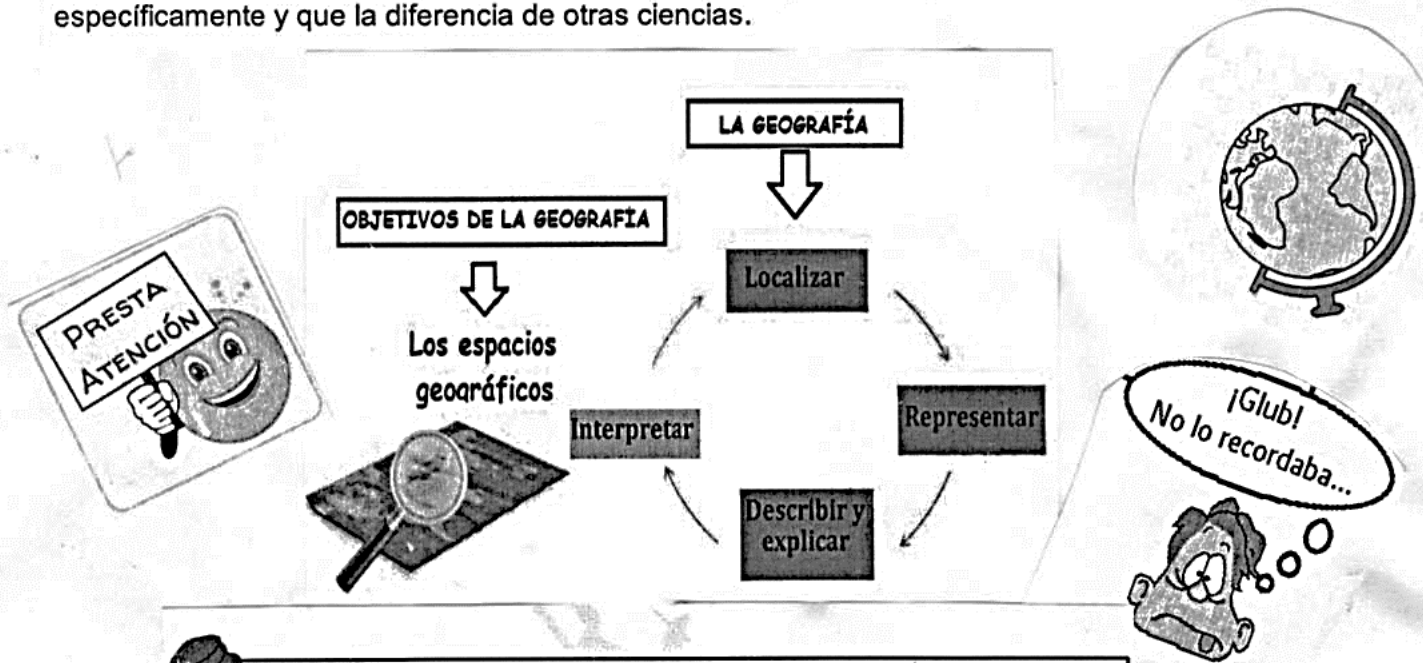 específicamente y que la diferencia de otras ciencias.
LA GEOGRAFÍA
OBJETIVOS DE LA GEOGRAFÍA
Localizar
PRESTA
ATENCIÓN
Los espacios
geográficos
Interpretar
Representar
Describir y
explicar
¡Glub!
No lo recordaba...